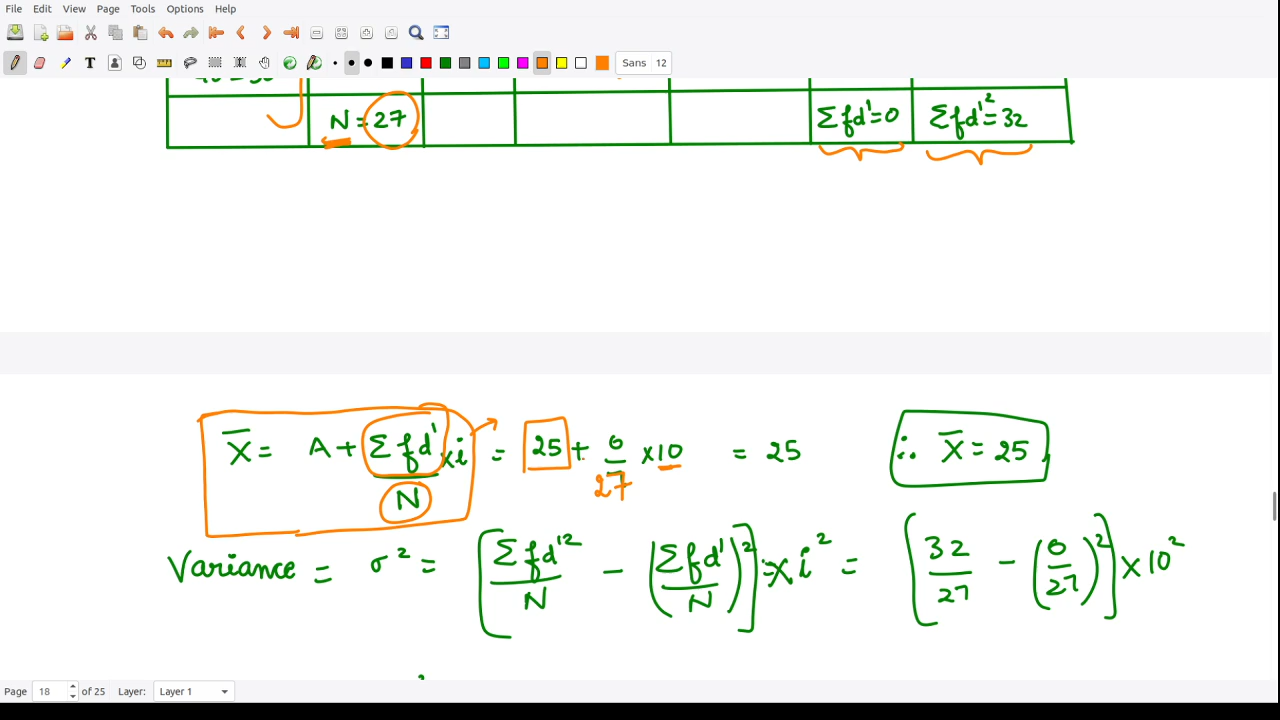 File Edit View Page Tools Options Help
Sans 12
N = 27 Σfd'=0 Σfd'²=32
X̄ = A + Σfd'/N × i = 25 + 0/27 × 10 = 25 ∴ X̄ = 25
Variance = σ² = [Σfd'²/N − (Σfd'/N)²] × i² = [32/27 − (0/27)²] × 10²
Page 18 of 25 Layer: Layer 1